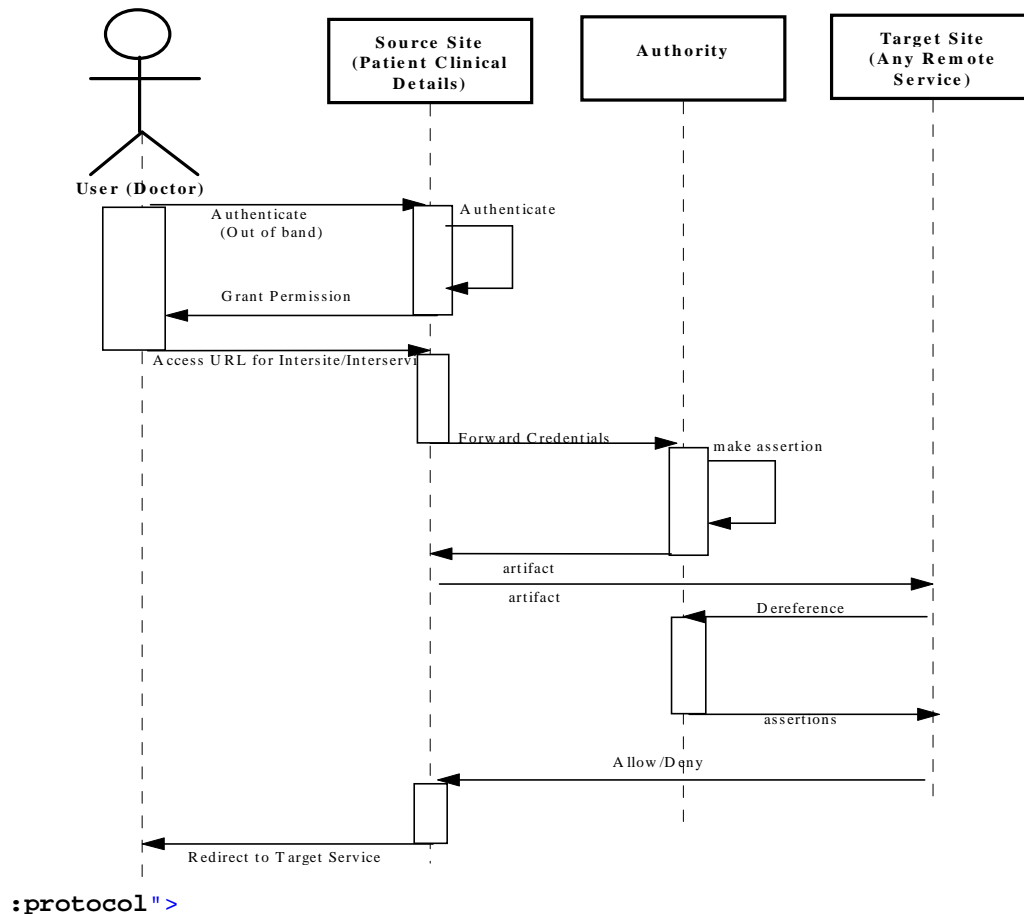 Source Site
(Patient Clinical
Details)
Authority
Target Site
(Any Remote
Service)
User (Doctor)
Authenticate
(Out of band)
Authenticate
Grant Permission
Access URL for Intersite/Interservi
Forward Credentials
make assertion
artifact
artifact
Dereference
assertions
Allow/Deny
Redirect to Target Service
:protocol">